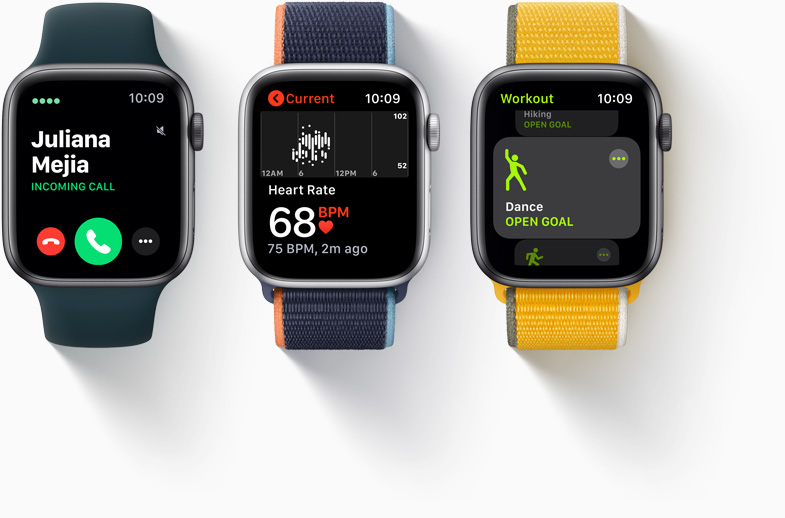 10:09
Juliana
Mejia
INCOMING CALL
Current 10:09
102
52
12AM 6 12PM 6
Heart Rate
68 BPM
75 BPM, 2m ago
Workout 10:09
Hiking
OPEN GOAL
Dance
OPEN GOAL